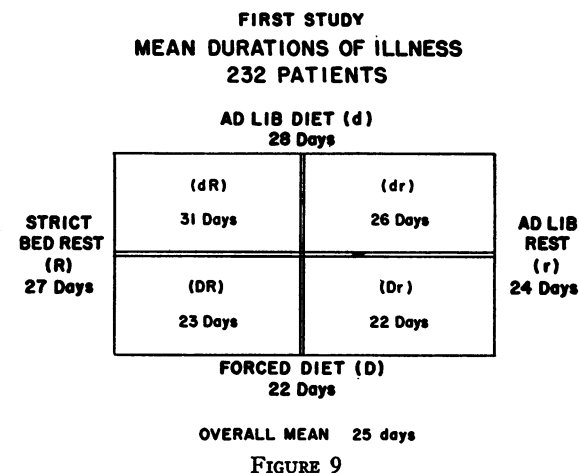 FIRST STUDY
MEAN DURATIONS OF ILLNESS
232 PATIENTS
AD LIB DIET (d)
28 Days
(dR)
31 Days
(dr)
26 Days
STRICT
BED REST
(R)
27 Days
AD LIB
REST
(r)
24 Days
(DR)
23 Days
(Dr)
22 Days
FORCED DIET (D)
22 Days
OVERALL MEAN 25 days
FIGURE 9